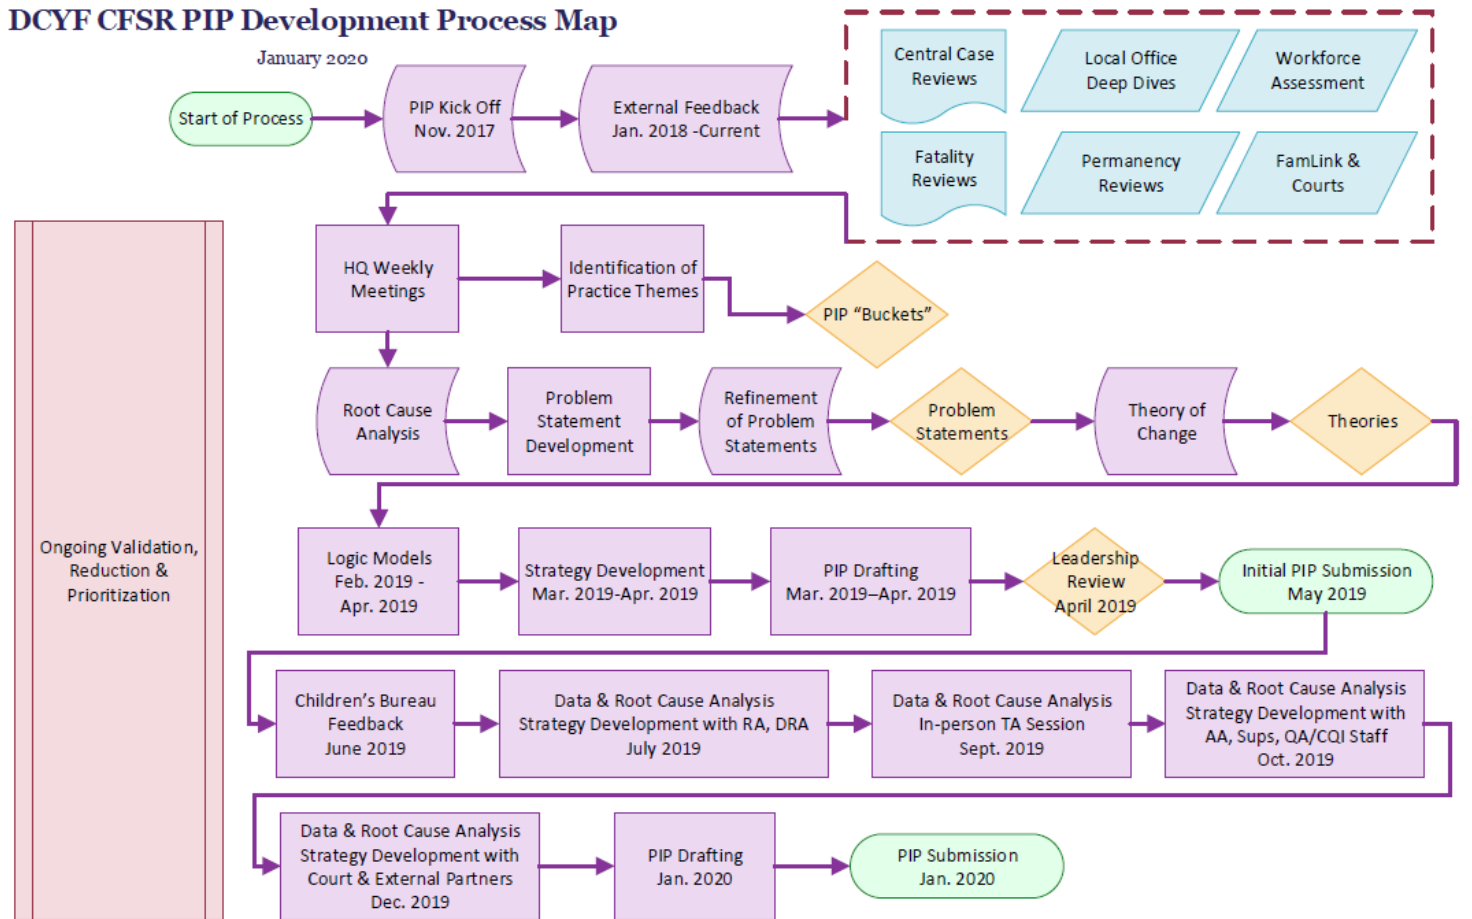 DCYF CFSR PIP Development Process Map
January 2020
Start of Process
PIP Kick Off
Nov. 2017
External Feedback
Jan. 2018 -Current
Central Case
Reviews
Local Office
Deep Dives
Workforce
Assessment
Fatality
Reviews
Permanency
Reviews
FamLink &
Courts
HQ Weekly
Meetings
Identification of
Practice Themes
PIP “Buckets”
Root Cause
Analysis
Problem
Statement
Development
Refinement
of Problem
Statements
Problem
Statements
Theory of
Change
Theories
Ongoing Validation,
Reduction &
Prioritization
Logic Models
Feb. 2019 -
Apr. 2019
Strategy Development
Mar. 2019-Apr. 2019
PIP Drafting
Mar. 2019–Apr. 2019
Leadership
Review
April 2019
Initial PIP Submission
May 2019
Children’s Bureau
Feedback
June 2019
Data & Root Cause Analysis
Strategy Development with RA, DRA
July 2019
Data & Root Cause Analysis
In-person TA Session
Sept. 2019
Data & Root Cause Analysis
Strategy Development with
AA, Sups, QA/CQI Staff
Oct. 2019
Data & Root Cause Analysis
Strategy Development with
Court & External Partners
Dec. 2019
PIP Drafting
Jan. 2020
PIP Submission
Jan. 2020